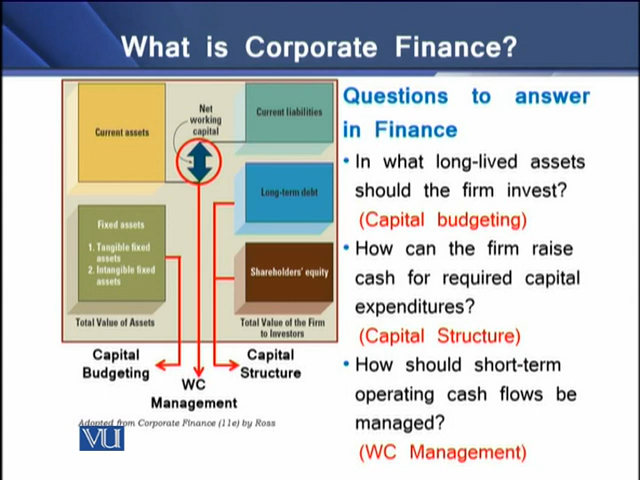 What is Corporate Finance?
Current assets
Net
working
capital
Current liabilities
Long-term debt
Fixed assets
1. Tangible fixed
assets
2. Intangible fixed
assets
Shareholders' equity
Total Value of Assets
Total Value of the Firm
to Investors
Capital
Budgeting
WC
Management
Capital
Structure
Adopted from Corporate Finance (11e) by Ross
VU
Questions to answer
in Finance
• In what long-lived assets
should the firm invest?
(Capital budgeting)
• How can the firm raise
cash for required capital
expenditures?
(Capital Structure)
• How should short-term
operating cash flows be
managed?
(WC Management)